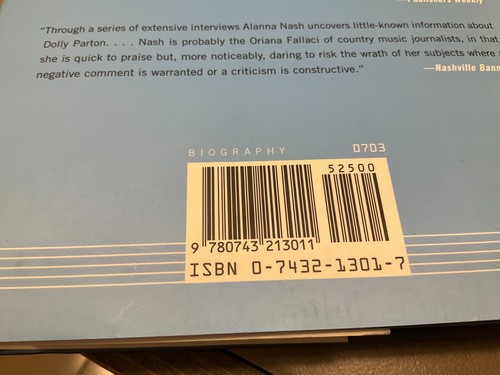 Publishers Weekly
"Through a series of extensive interviews Alanna Nash uncovers little-known information about
Dolly Parton. . . . Nash is probably the Oriana Fallaci of country music journalists, in that
she is quick to praise but, more noticeably, daring to risk the wrath of her subjects where
negative comment is warranted or a criticism is constructive."
—Nashville Bann
BIOGRAPHY 0703
52500
9 780743 213011
ISBN 0-7432-1301-7